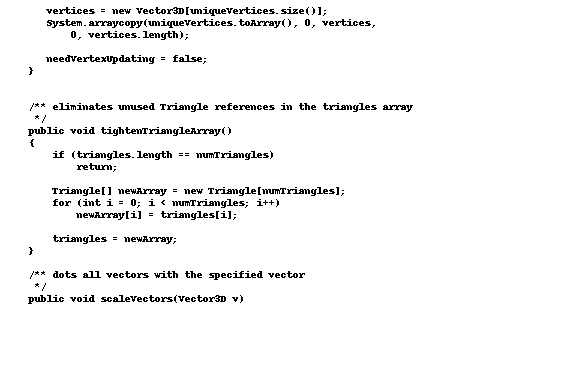 vertices = new Vector3D[uniqueVertices.size()];
System.arraycopy(uniqueVertices.toArray(), 0, vertices,
0, vertices.length);
needVertexUpdating = false;
}
/** eliminates unused Triangle references in the triangles array
*/
public void tightenTriangleArray()
{
if (triangles.length == numTriangles)
return;
Triangle[] newArray = new Triangle[numTriangles];
for (int i = 0; i < numTriangles; i++)
newArray[i] = triangles[i];
triangles = newArray;
}
/** dots all vectors with the specified vector
*/
public void scaleVectors(Vector3D v)